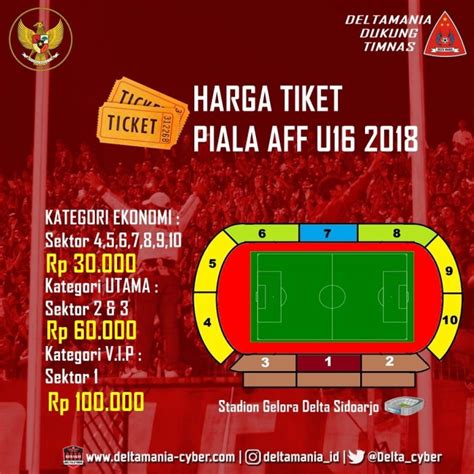 DELTAMANIA
DUKUNG
TIMNAS
TICKET
TICKET
312268
HARGA TIKET
PIALA AFF U16 2018
KATEGORI EKONOMI :
Sektor 4,5,6,7,8,9,10
Rp 30.000
Kategori UTAMA :
Sektor 2 & 3
Rp 60.000
Kategori V.I.P :
Sektor 1
Rp 100.000
6 7 8
5 9
4 10
3 1 2
Stadion Gelora Delta Sidoarjo
www.deltamania-cyber.com | deltamania_id | @Delta_cyber